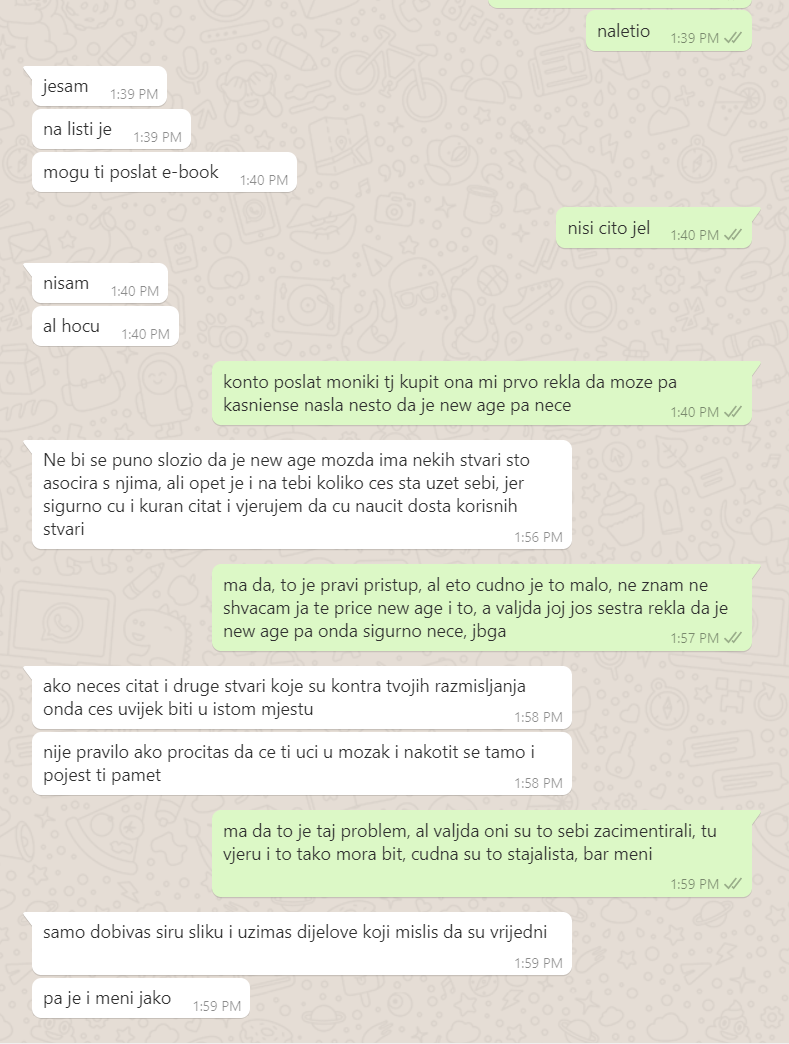 naletio 1:39 PM
jesam 1:39 PM
na listi je 1:39 PM
mogu ti poslat e-book 1:40 PM
nisi cito jel 1:40 PM
nisam 1:40 PM
al hocu 1:40 PM
konto poslat moniki tj kupit ona mi prvo rekla da moze pa
kasniense nasla nesto da je new age pa nece 1:40 PM
Ne bi se puno slozio da je new age mozda ima nekih stvari sto
asocira s njima, ali opet je i na tebi koliko ces sta uzet sebi, jer
sigurno cu i kuran citat i vjerujem da cu naucit dosta korisnih
stvari 1:56 PM
ma da, to je pravi pristup, al eto cudno je to malo, ne znam ne
shvacam ja te price new age i to, a valjda joj jos sestra rekla da je
new age pa onda sigurno nece, jbga 1:57 PM
ako neces citat i druge stvari koje su kontra tvojih razmisljanja
onda ces uvijek biti u istom mjestu 1:58 PM
nije pravilo ako procitas da ce ti uci u mozak i nakotit se tamo i
pojest ti pamet 1:58 PM
ma da to je taj problem, al valjda oni su to sebi zacimentirali, tu
vjeru i to tako mora bit, cudna su to stajalista, bar meni
1:59 PM
samo dobivas siru sliku i uzimas dijelove koji mislis da su vrijedni
1:59 PM
pa je i meni jako 1:59 PM